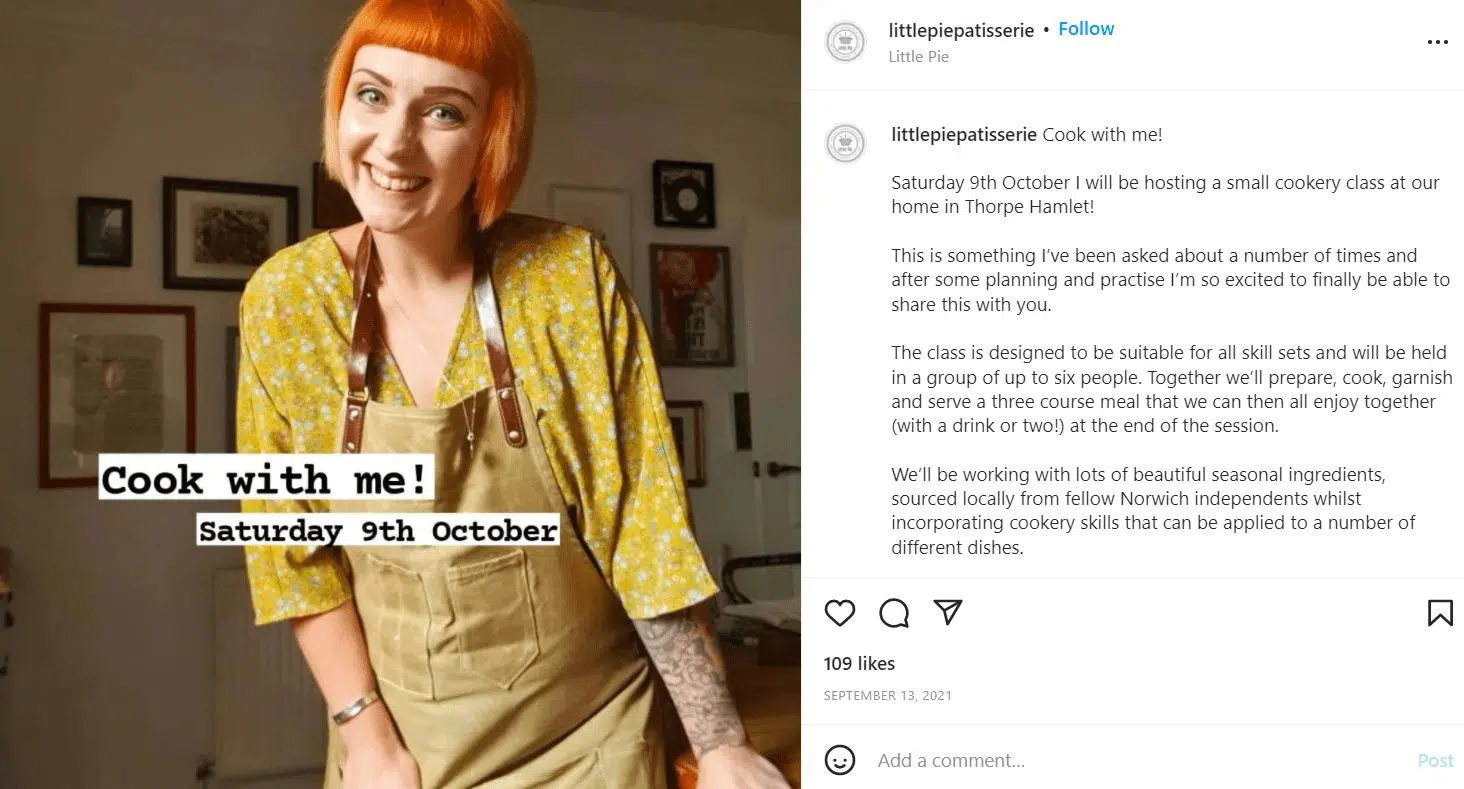 Cook with me!
Saturday 9th October
littlepiepatisserie • Follow
Little Pie
littlepiepatisserie Cook with me!
Saturday 9th October I will be hosting a small cookery class at our
home in Thorpe Hamlet!
This is something I've been asked about a number of times and
after some planning and practise I'm so excited to finally be able to
share this with you.
The class is designed to be suitable for all skill sets and will be held
in a group of up to six people. Together we'll prepare, cook, garnish
and serve a three course meal that we can then all enjoy together
(with a drink or two!) at the end of the session.
We'll be working with lots of beautiful seasonal ingredients,
sourced locally from fellow Norwich independents whilst
incorporating cookery skills that can be applied to a number of
different dishes.
109 likes
SEPTEMBER 13, 2021
Add a comment...
Post